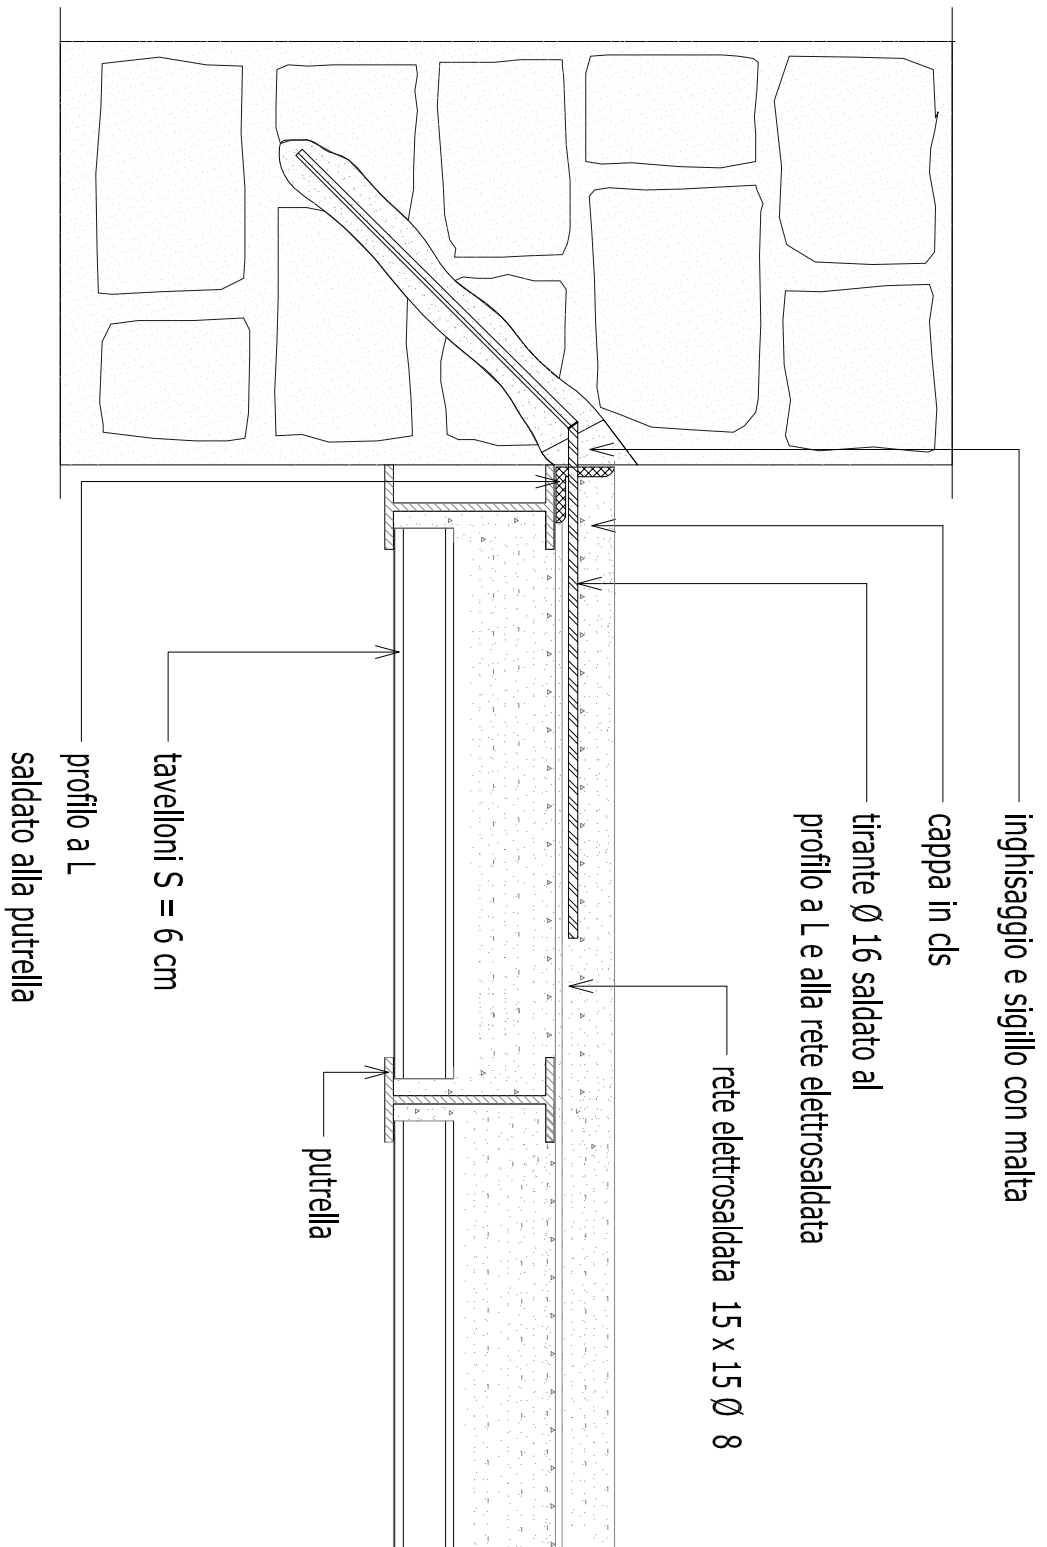 inghisaggio e sigillo con malta
cappa in cls
tirante Ø 16 saldato al
profilo a L e alla rete elettrosaldata
rete elettrosaldata 15 x 15 Ø 8
putrella
tavelloni S = 6 cm
profilo a L
saldato alla putrella